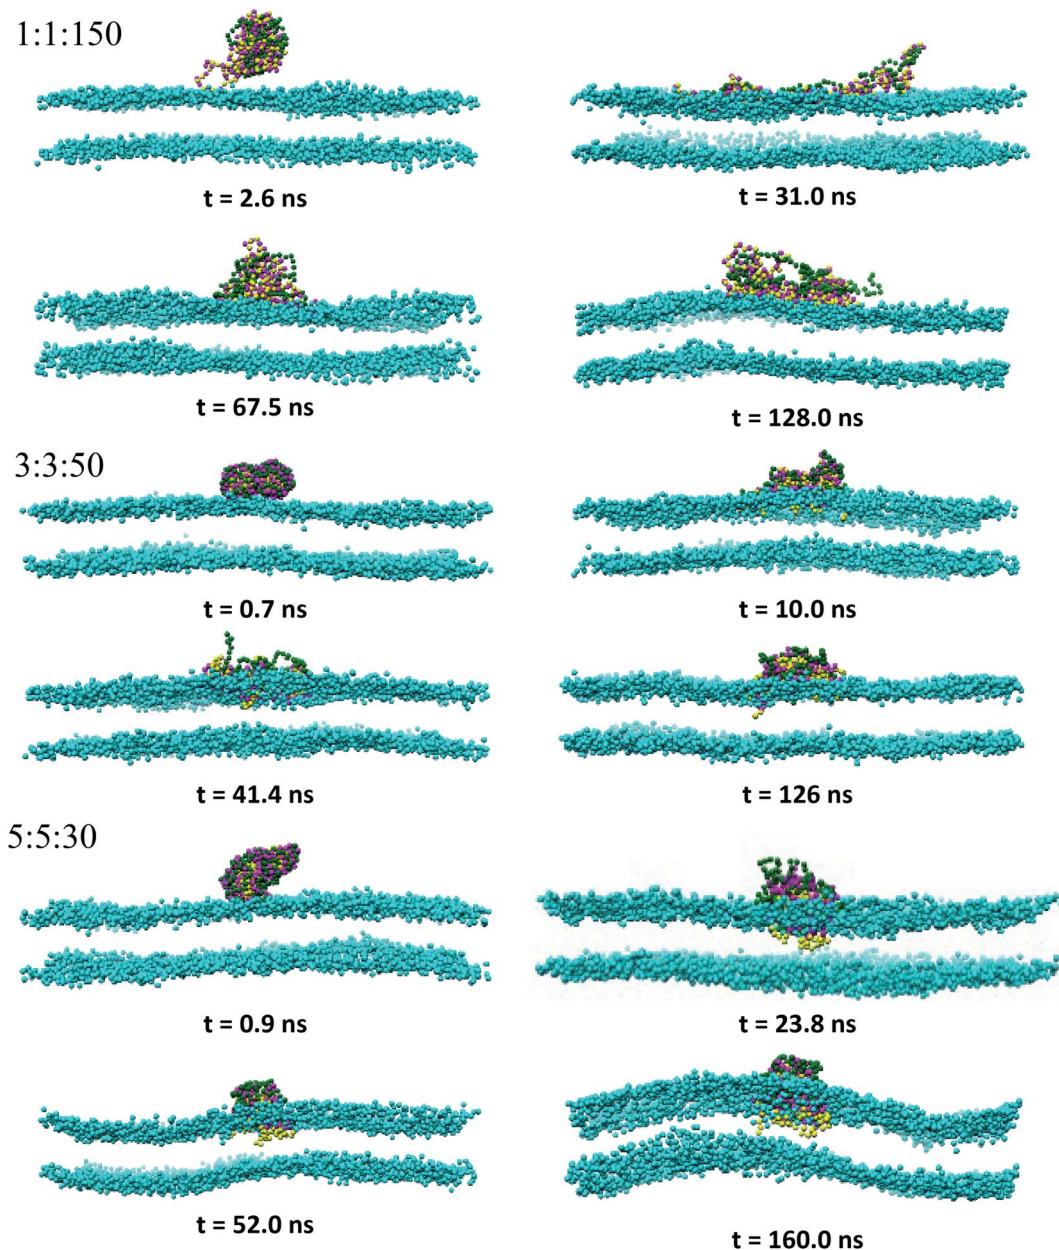 1:1:150
t = 2.6 ns
t = 31.0 ns
t = 67.5 ns
t = 128.0 ns
3:3:50
t = 0.7 ns
t = 10.0 ns
t = 41.4 ns
t = 126 ns
5:5:30
t = 0.9 ns
t = 23.8 ns
t = 52.0 ns
t = 160.0 ns